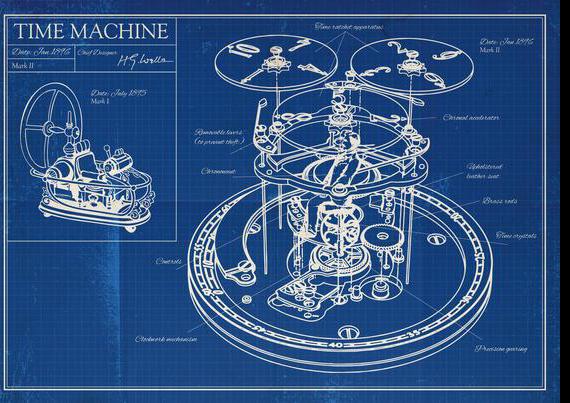 TIME MACHINE
Date: Jan 1896
Mark II
Chief Designer
H G Wells
Date: July 1895
Mark I
Time ratchet apparatus
Date: Jan 1896
Mark II
Chronal accelerator
Removable levers
(to prevent theft)
Chronomount
Upholstered
leather seat
Brass rods
Time crystals
Controls
Clockwork mechanism
Precision gearing
40